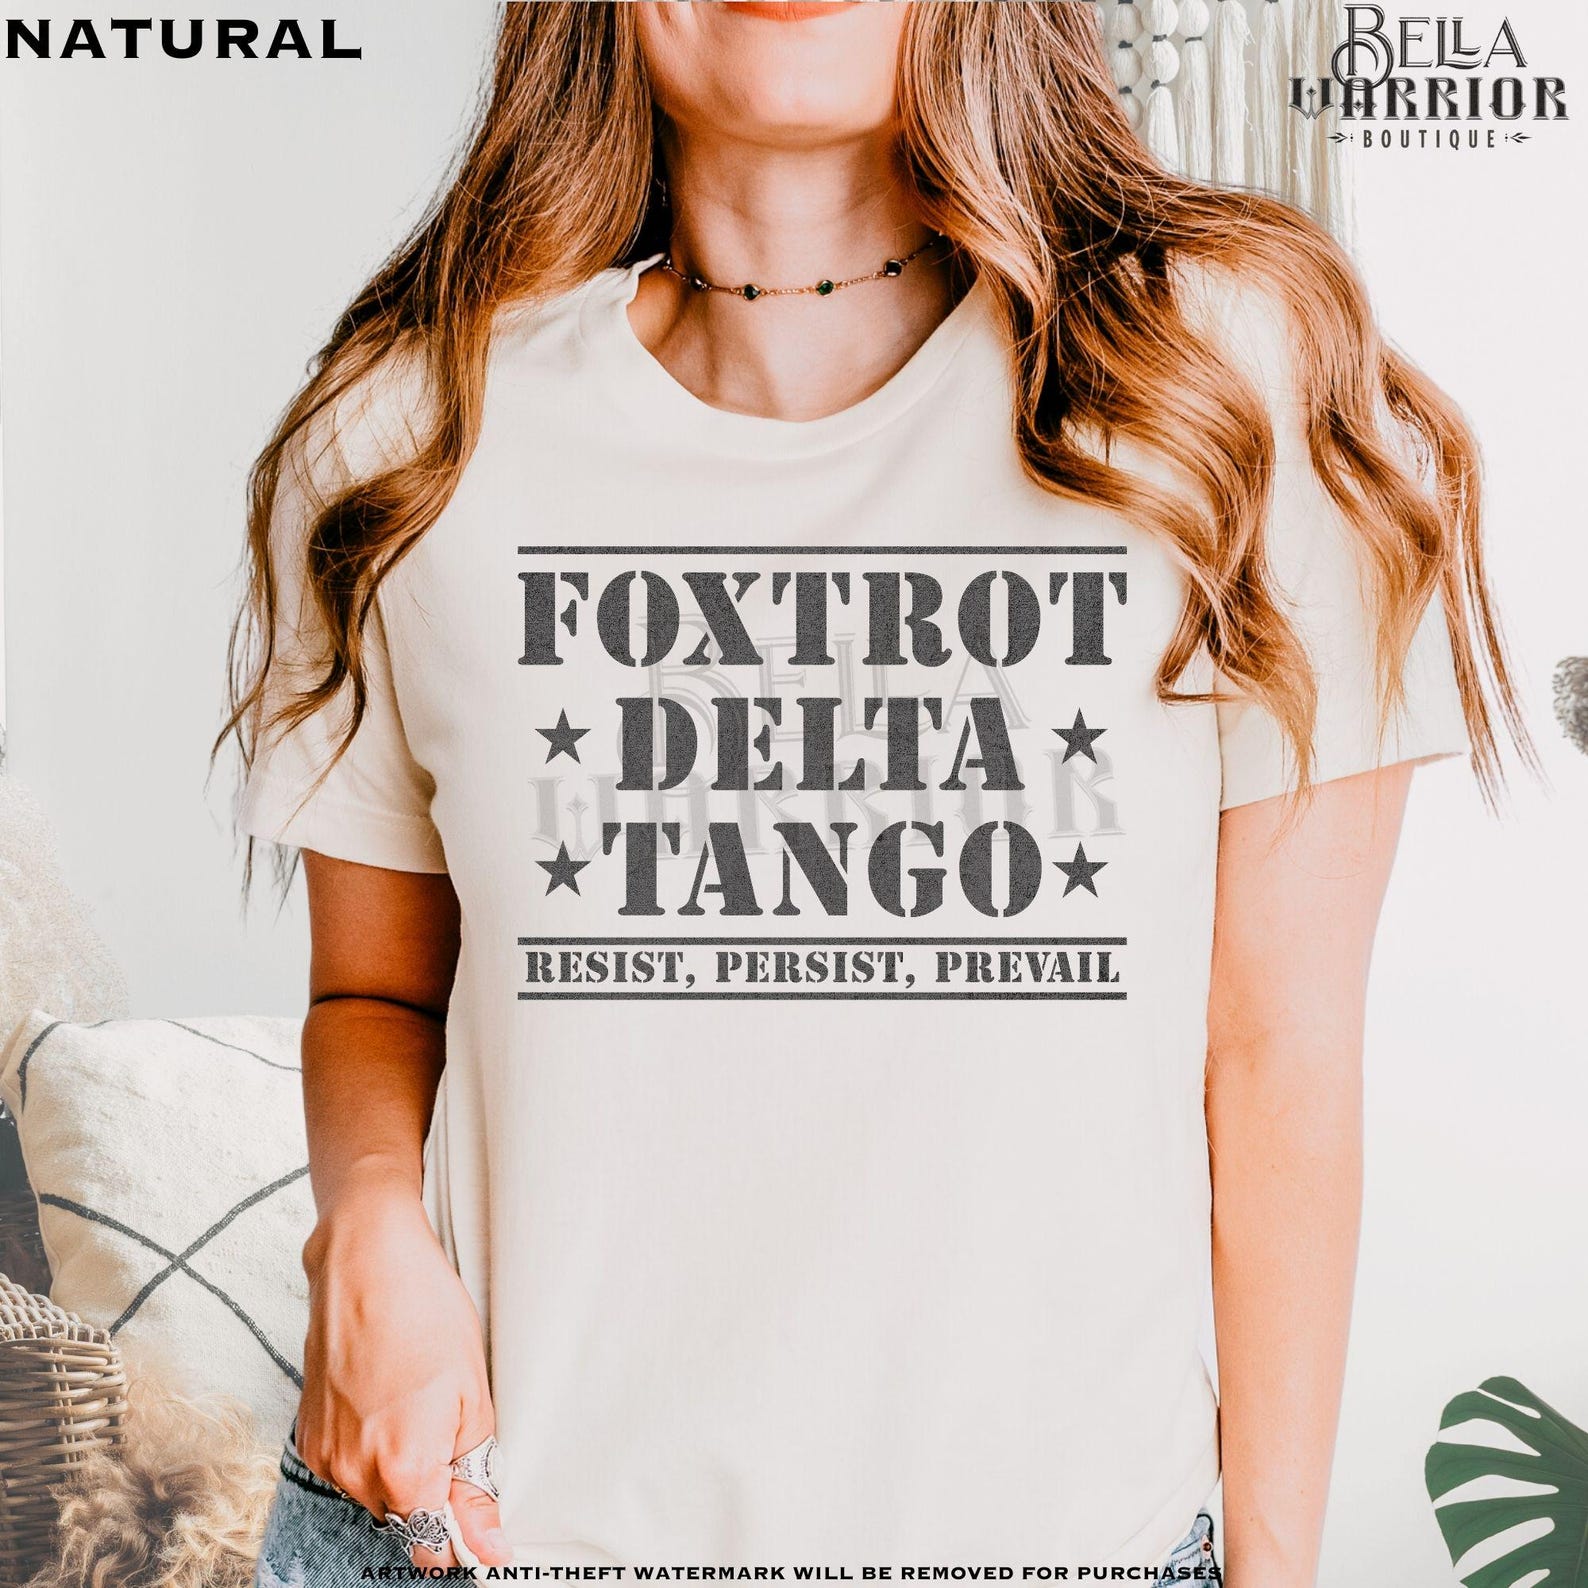 NATURAL
BELLA
WARRIOR
BOUTIQUE
FOXTROT
BELLA
DELTA
WARRIOR
TANGO
RESIST, PERSIST, PREVAIL
ARTWORK ANTI-THEFT WATERMARK WILL BE REMOVED FOR PURCHASES